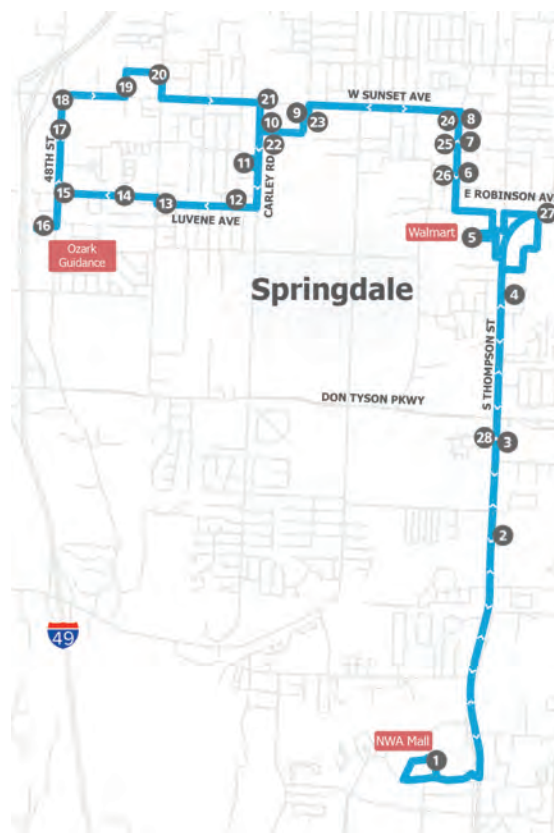 20
19
18
21
W SUNSET AVE
9
10
23
24
8
17
22
25
7
48TH ST
11
CARLEY RD
26
6
15
14
13
12
E ROBINSON AV
LUVENE AVE
27
16
Walmart
5
Ozark
Guidance
Springdale
4
S THOMPSON ST
DON TYSON PKWY
28
3
2
49
NWA Mall
1